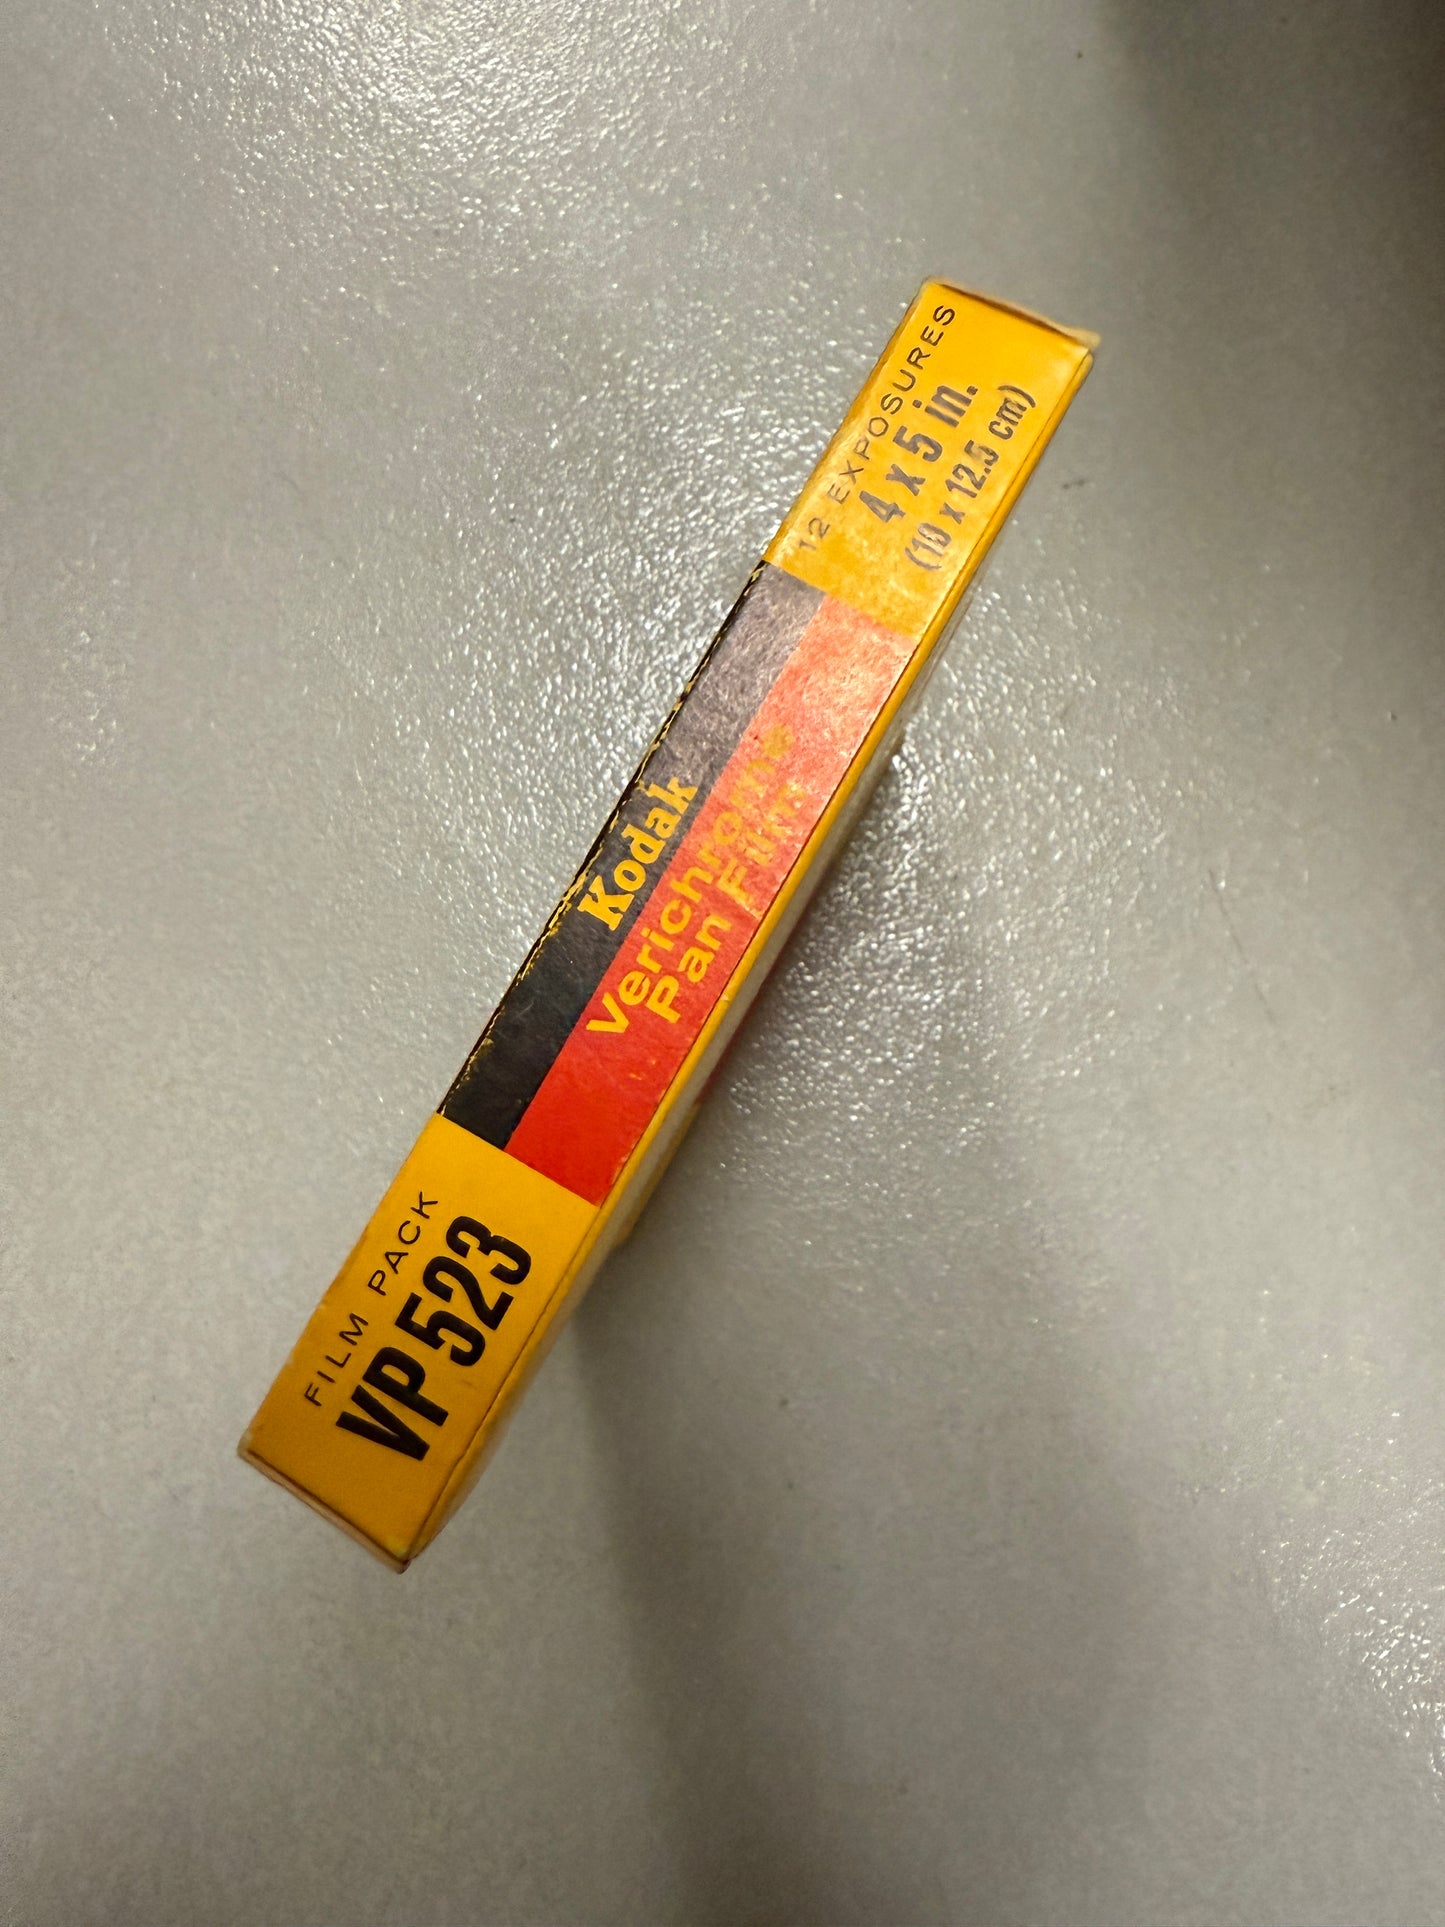 FILM PACK
VP 523
Kodak
Verichrome
Pan Film
12 EXPOSURES
4 x 5 in.
(10 x 12.5 cm)